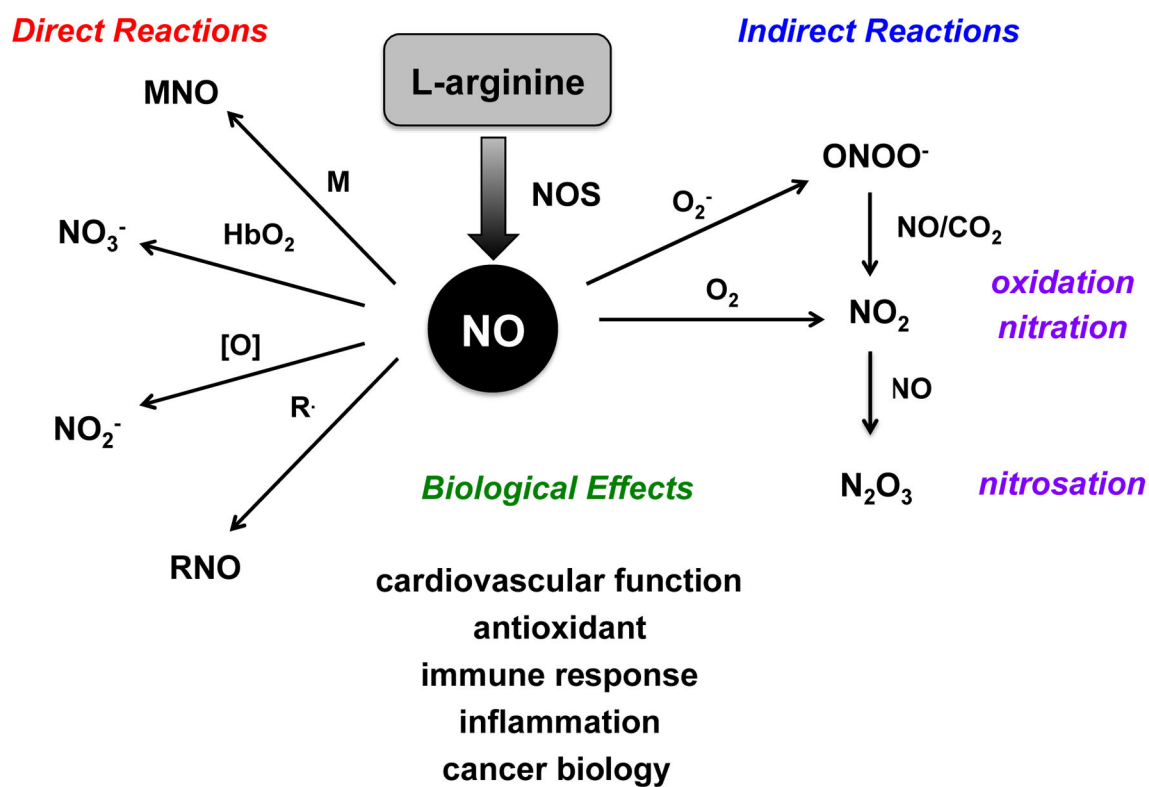 Direct Reactions
Indirect Reactions
L-arginine
MNO
M
NOS
ONOO⁻
O₂⁻
NO₃⁻
HbO₂
NO/CO₂
O₂
NO
NO₂
oxidation
nitration
[O]
NO₂⁻
R·
NO
Biological Effects
N₂O₃
nitrosation
RNO
cardiovascular function
antioxidant
immune response
inflammation
cancer biology